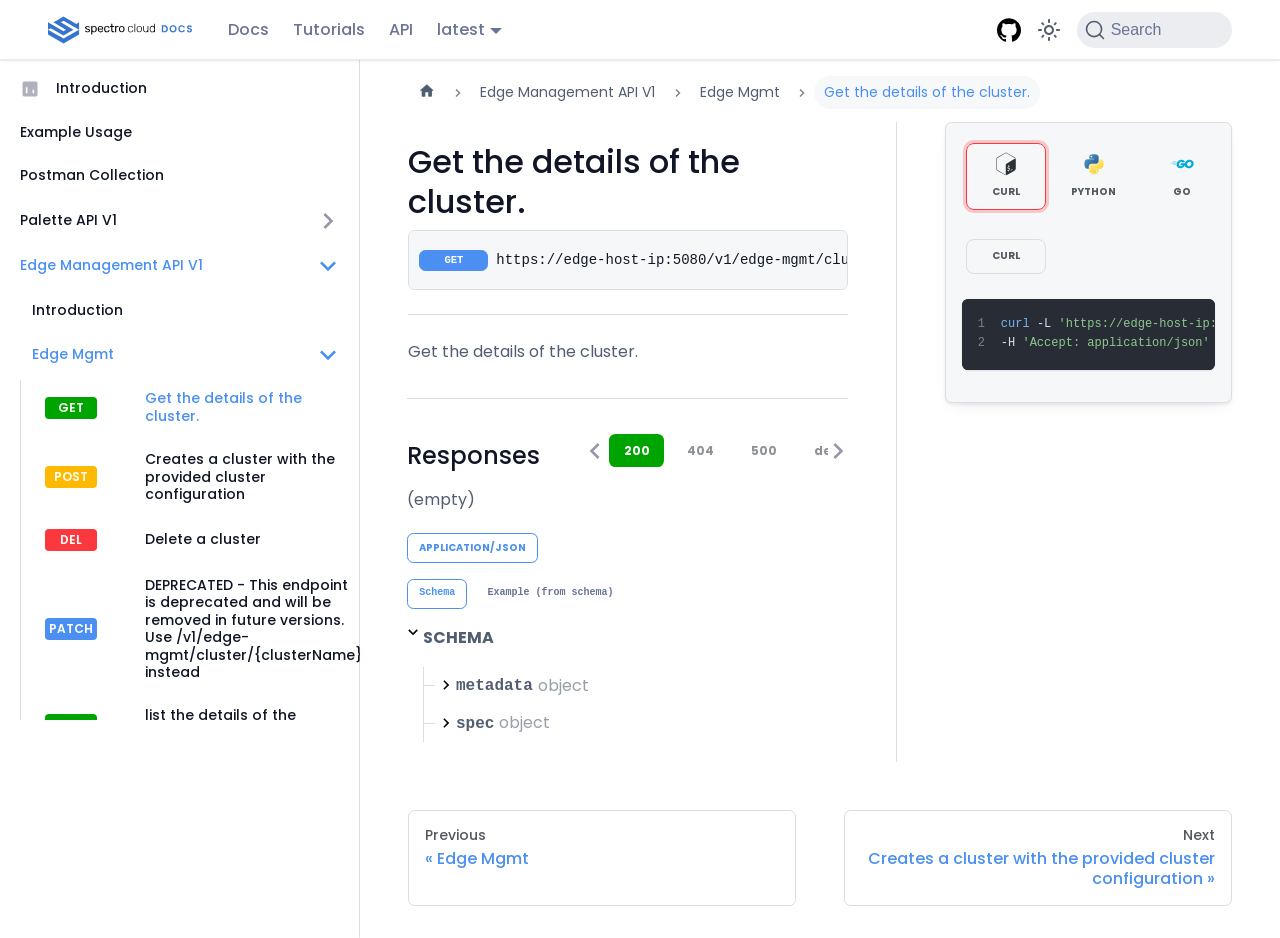 spectro cloud DOCS
Docs
Tutorials
API
latest
Search
Introduction
Example Usage
Postman Collection
Palette API V1
Edge Management API V1
Introduction
Edge Mgmt
GET
Get the details of the
cluster.
POST
Creates a cluster with the
provided cluster
configuration
DEL
Delete a cluster
PATCH
DEPRECATED - This endpoint
is deprecated and will be
removed in future versions.
Use /v1/edge-
mgmt/cluster/{clusterName}
instead
list the details of the
Edge Management API V1
Edge Mgmt
Get the details of the cluster.
Get the details of the
cluster.
GET
https://edge-host-ip:5080/v1/edge-mgmt/clu
Get the details of the cluster.
Responses
200
404
500
de
(empty)
APPLICATION/JSON
Schema
Example (from schema)
SCHEMA
metadata object
spec object
CURL
PYTHON
GO
CURL
1 curl -L 'https://edge-host-ip:
2 -H 'Accept: application/json'
Previous
« Edge Mgmt
Next
Creates a cluster with the provided cluster
configuration »